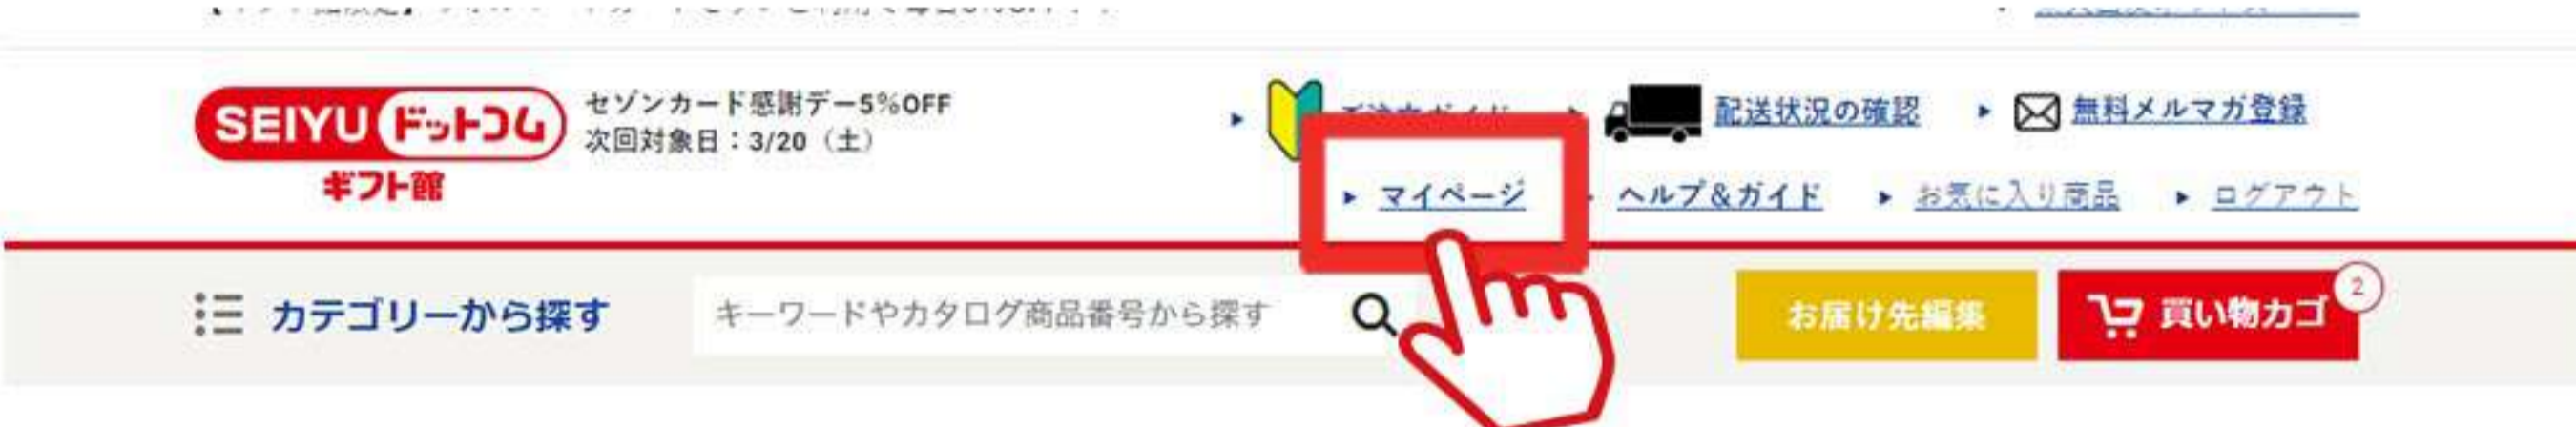 SEIYU ドットコム
ギフト館
セゾンカード感謝デー5%OFF
次回対象日：3/20（土）
配送状況の確認
無料メルマガ登録
マイページ
ヘルプ&ガイド
お気に入り商品
ログアウト
カテゴリーから探す
キーワードやカタログ商品番号から探す
お届け先編集
買い物カゴ
2